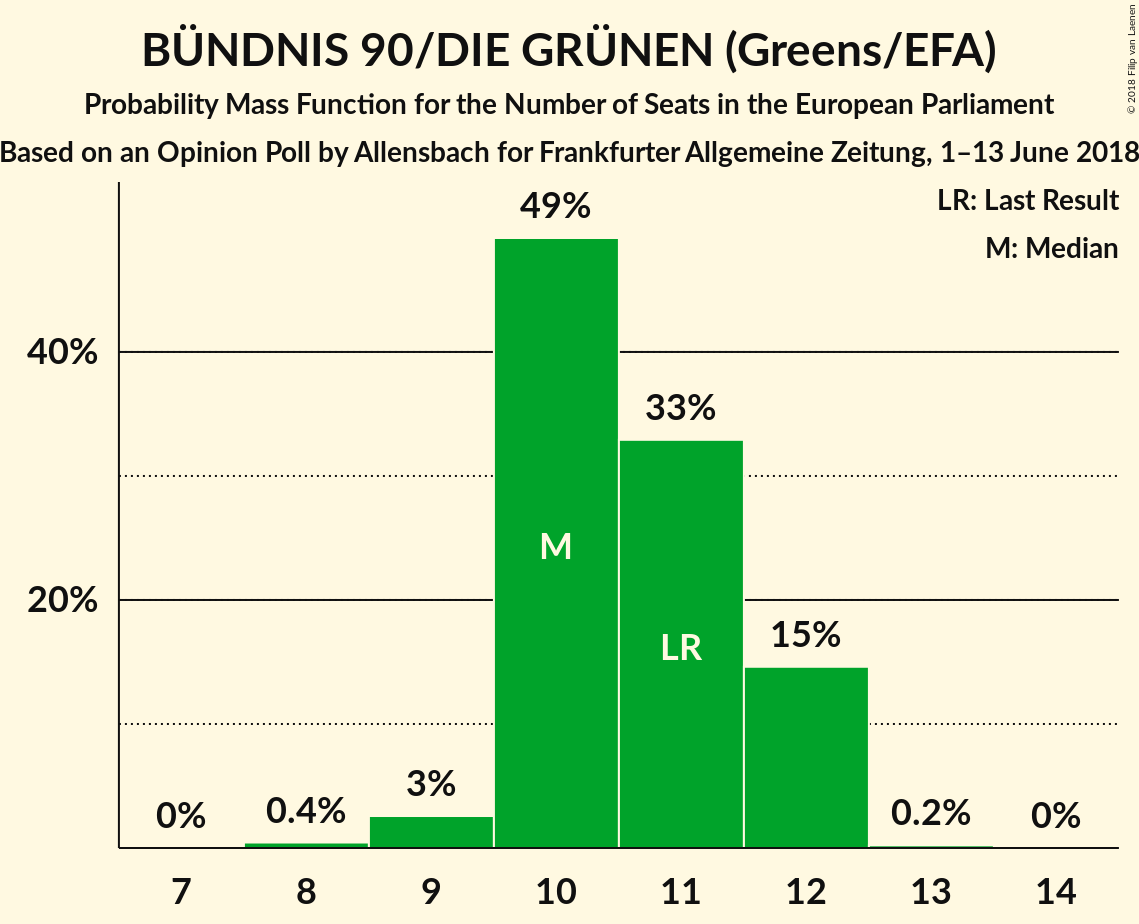 BÜNDNIS 90/DIE GRÜNEN (Greens/EFA)
Probability Mass Function for the Number of Seats in the European Parliament
Based on an Opinion Poll by Allensbach for Frankfurter Allgemeine Zeitung, 1–13 June 2018
© 2018 Filip van Laenen
LR: Last Result
M: Median
49%
40%
33%
M
20%
LR
15%
0%
0.4%
3%
0.2%
0%
7 8 9 10 11 12 13 14